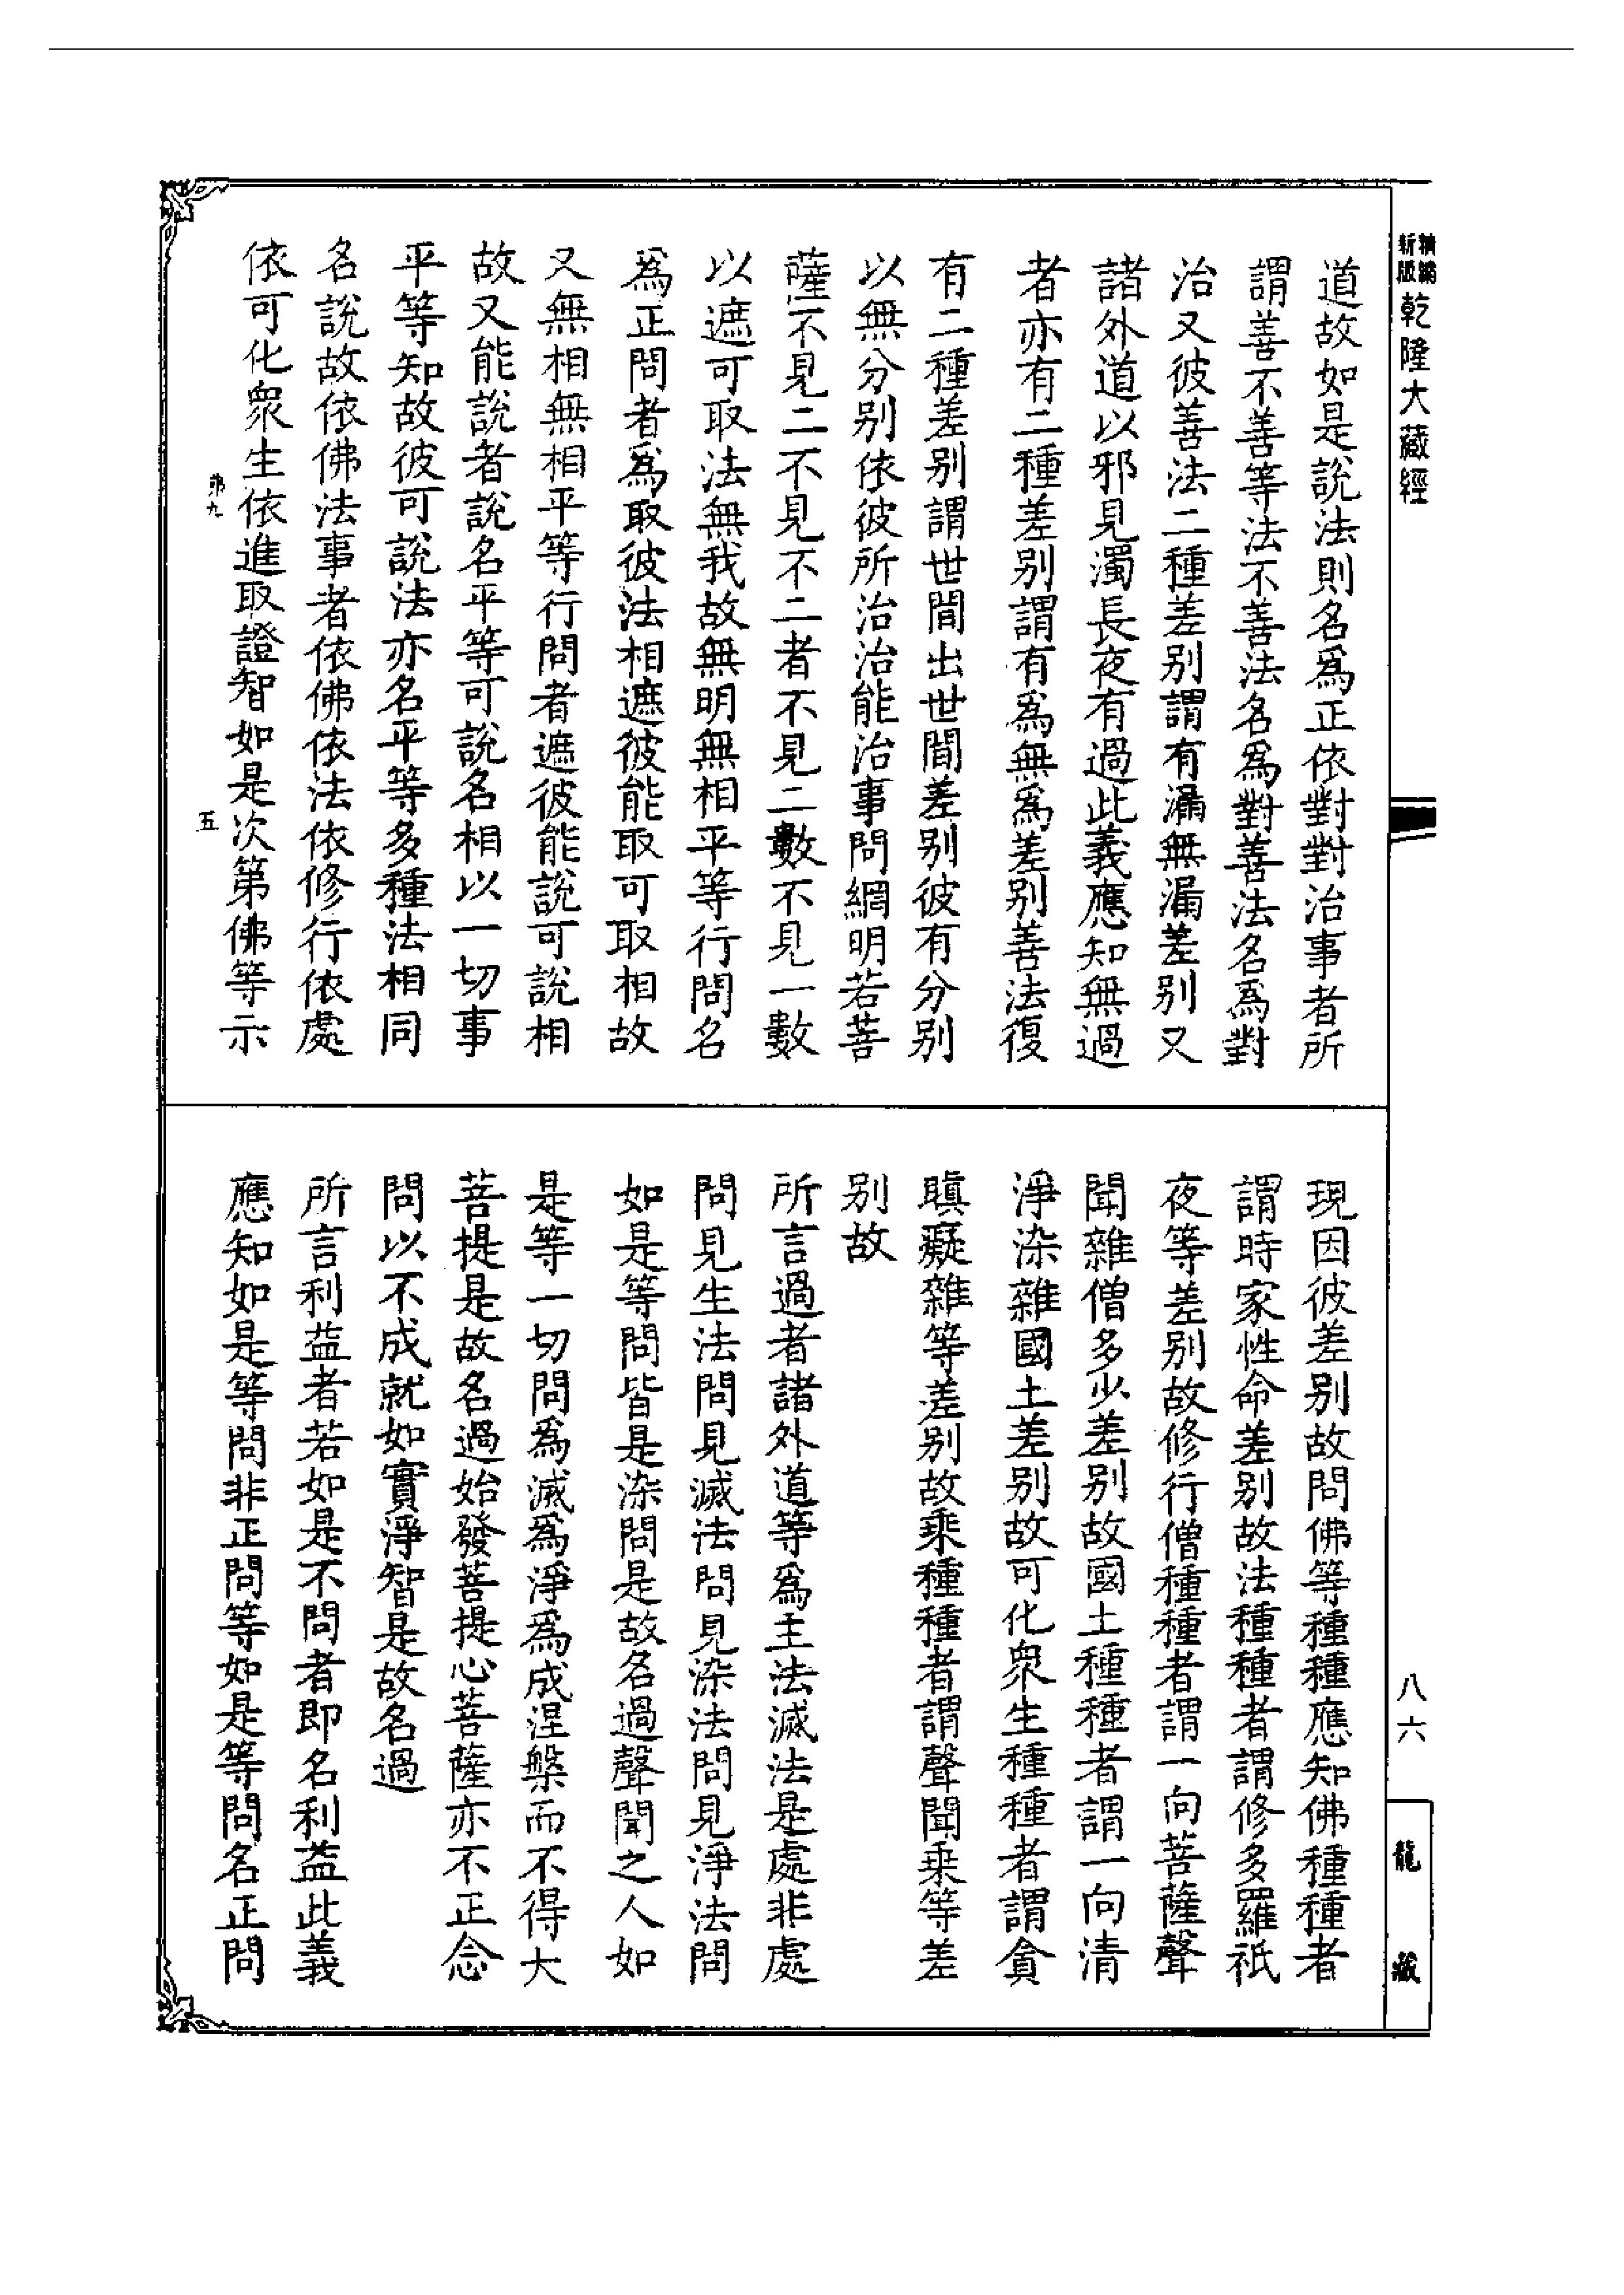 精編
新版
乾隆大藏經
道故如是說法則名爲正依對對治事者所
謂善不善等法不善法名爲對善法名爲對
治又彼善法二種差别謂有漏無漏差别又
諸外道以邪見濁長夜有過此義應知無過
者亦有二種差别謂有爲無爲差别善法復
有二種差别謂世間出世間差别彼有分别
以無分别依彼所治治能治事問網明若菩
薩不見二不見不二者不見二數不見一數
以遮可取法無我故無明無相平等行問名
爲正問者爲取彼法相遮彼能取可取相故
又無相無相平等行問者遮彼能說可說相
故又能說者說名平等可說名相以一切事
平等知故彼可說法亦名平等多種法相同
名說故依佛法事者依佛依法依修行依處
依可化衆生依進取證智如是次第佛等示
弟九
五
現因彼差别故問佛等種種應知佛種種者
謂時家性命差别故法種種者謂修多羅祇
夜等差别故修行僧種種者謂一向菩薩聲
聞雜僧多少差别故國土種種者謂一向清
淨染雜國土差别故可化衆生種種者謂貪
瞋癡雜等差别故乘種種者謂聲聞乘等差
别故
所言過者諸外道等爲主法滅法是處非處
問見生法問見滅法問見染法問見淨法問
如是等問皆是染問是故名過聲聞之人如
是等一切問爲滅爲淨爲成涅槃而不得大
菩提是故名過始發菩提心菩薩亦不正念
問以不成就如實淨智是故名過
所言利益者若如是不問者即名利益此義
應知如是等問非正問等如是等問名正問
八六
龍藏